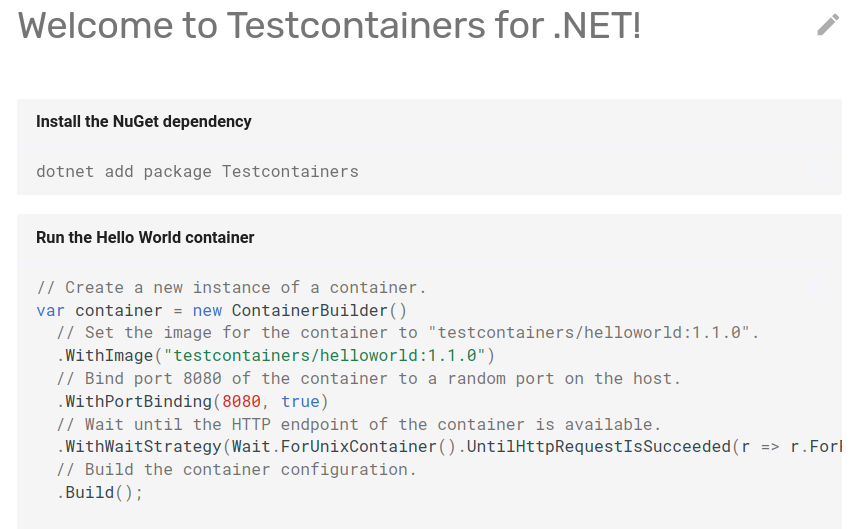 Welcome to Testcontainers for .NET!
Install the NuGet dependency
dotnet add package Testcontainers
Run the Hello World container
// Create a new instance of a container.
var container = new ContainerBuilder()
// Set the image for the container to "testcontainers/helloworld:1.1.0".
.WithImage("testcontainers/helloworld:1.1.0")
// Bind port 8080 of the container to a random port on the host.
.WithPortBinding(8080, true)
// Wait until the HTTP endpoint of the container is available.
.WithWaitStrategy(Wait.ForUnixContainer().UntilHttpRequestIsSucceeded(r => r.For
// Build the container configuration.
.Build();